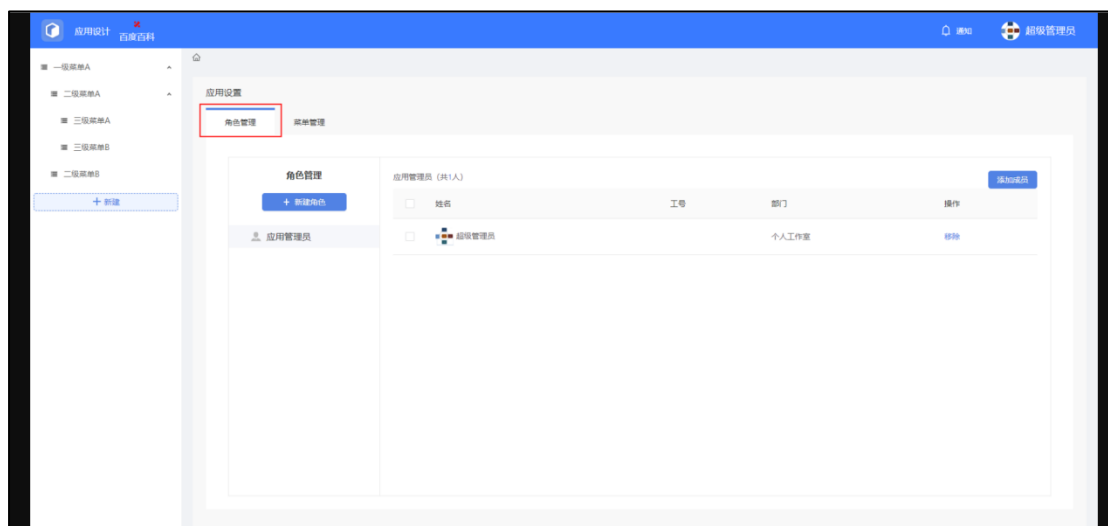 应用设计 百度百科 通知 超级管理员
一级菜单A
二级菜单A
三级菜单A
三级菜单B
二级菜单B
+ 新建
应用设置
角色管理 菜单管理
角色管理
+ 新建角色
应用管理员
应用管理员（共1人） 添加成员
姓名 工号 部门 操作
超级管理员 个人工作室 移除